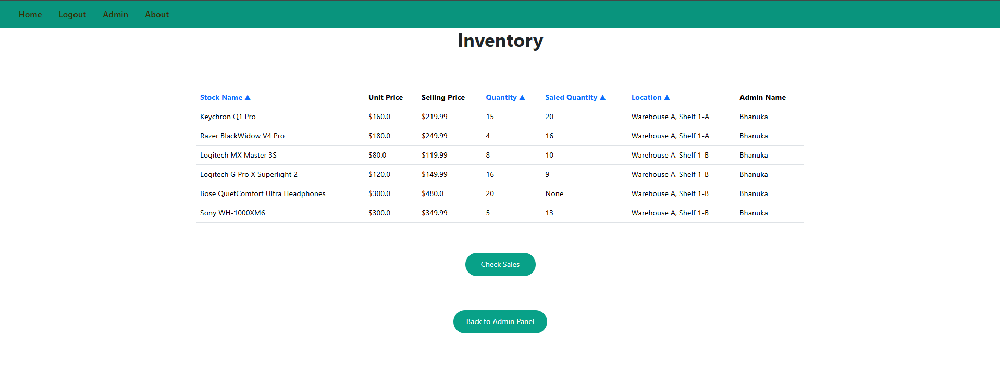 Home Logout Admin About
Inventory
Stock Name ▲ Unit Price Selling Price Quantity ▲ Saled Quantity ▲ Location ▲ Admin Name
Keychron Q1 Pro $160.0 $219.99 15 20 Warehouse A, Shelf 1-A Bhanuka
Razer BlackWidow V4 Pro $180.0 $249.99 4 16 Warehouse A, Shelf 1-A Bhanuka
Logitech MX Master 3S $80.0 $119.99 8 10 Warehouse A, Shelf 1-B Bhanuka
Logitech G Pro X Superlight 2 $120.0 $149.99 16 9 Warehouse A, Shelf 1-B Bhanuka
Bose QuietComfort Ultra Headphones $300.0 $480.0 20 None Warehouse A, Shelf 1-B Bhanuka
Sony WH-1000XM6 $300.0 $349.99 5 13 Warehouse A, Shelf 1-B Bhanuka
Check Sales
Back to Admin Panel